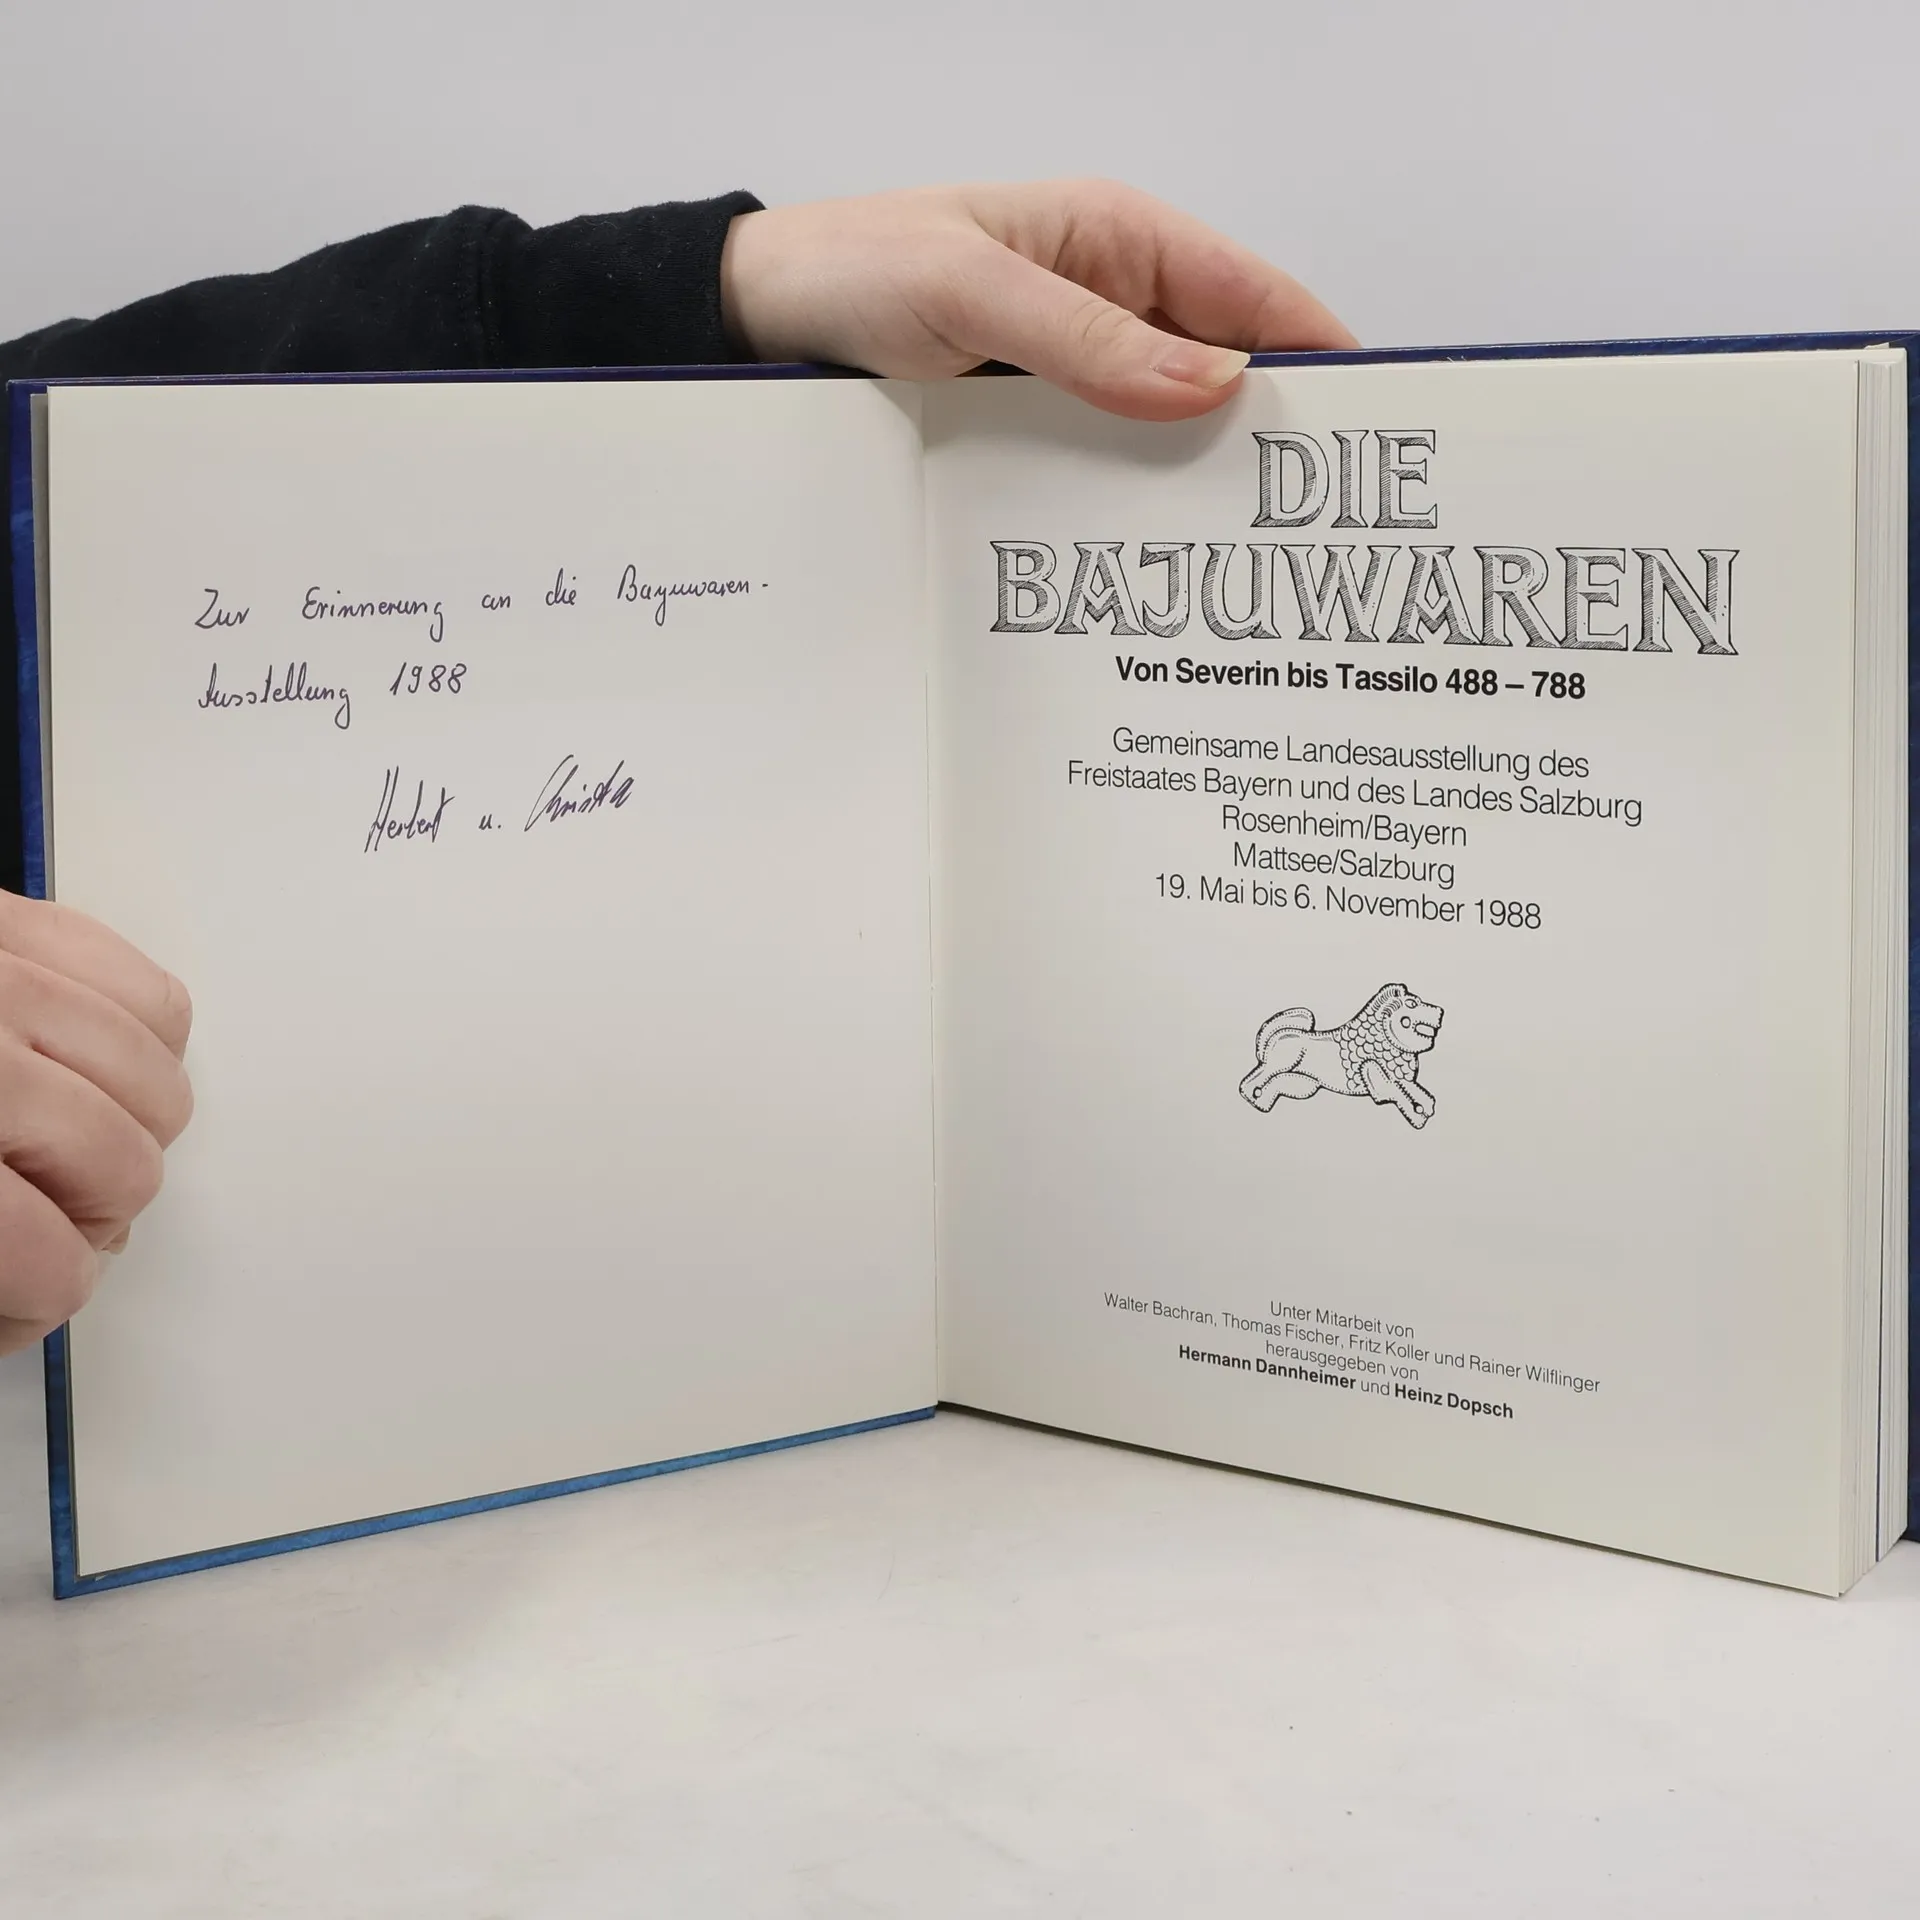 Zur Erinnerung an die Bayuwaren-
Ausstellung 1988
Herbert u. Christa
DIE
BAJUWAREN
Von Severin bis Tassilo 488 – 788
Gemeinsame Landesausstellung des
Freistaates Bayern und des Landes Salzburg
Rosenheim/Bayern
Mattsee/Salzburg
19. Mai bis 6. November 1988
Unter Mitarbeit von
Walter Bachran, Thomas Fischer, Fritz Koller und Rainer Wilflinger
herausgegeben von
Hermann Dannheimer und Heinz Dopsch